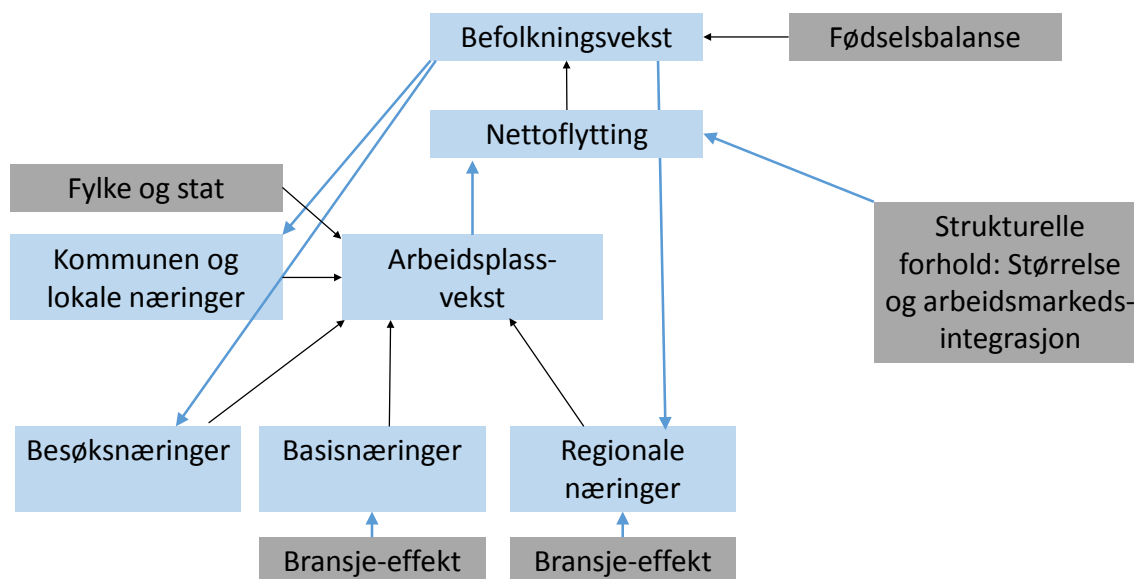 Befolkningsvekst
Fødselsbalanse
Nettoflytting
Fylke og stat
Kommunen og
lokale næringer
Arbeidsplass-
vekst
Strukturelle
forhold: Størrelse
og arbeidsmarkeds-
integrasjon
Besøksnæringer
Basisnæringer
Regionale
næringer
Bransje-effekt
Bransje-effekt